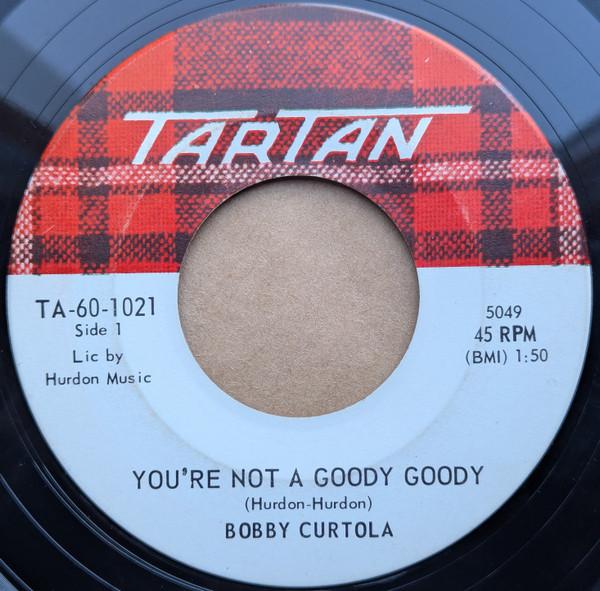 TARTAN
TA-60-1021
Side 1
Lic by
Hurdon Music
5049
45 RPM
(BMI) 1:50
YOU'RE NOT A GOODY GOODY
(Hurdon-Hurdon)
BOBBY CURTOLA